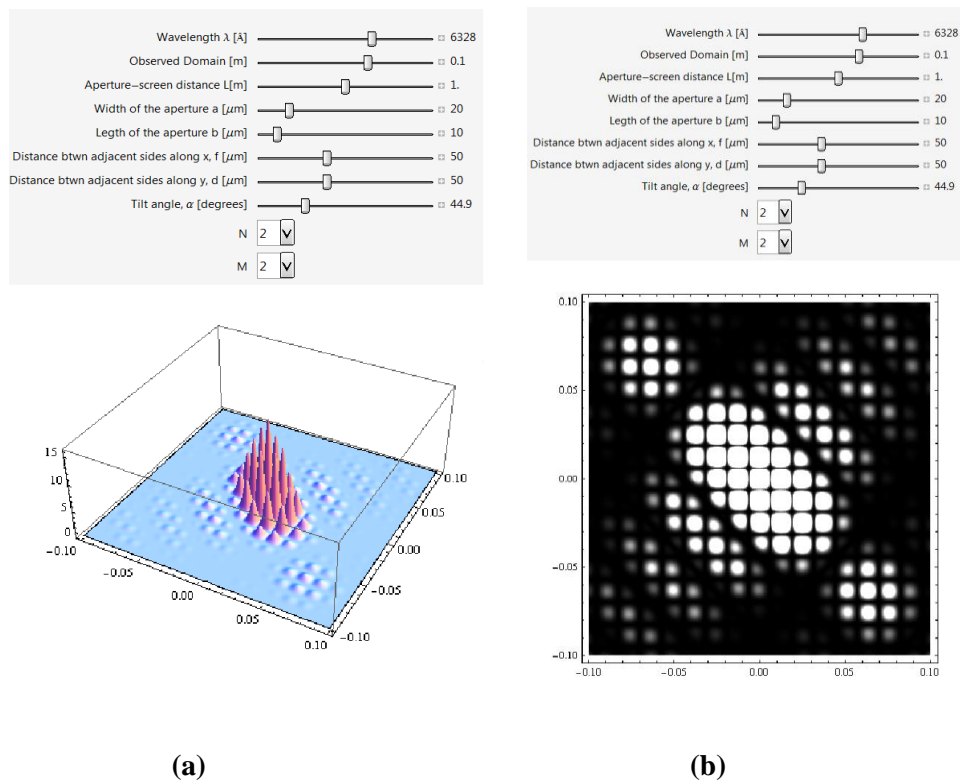 Wavelength λ [Å] 6328
Observed Domain [m] 0.1
Aperture−screen distance L[m] 1.
Width of the aperture a [μm] 20
Legth of the aperture b [μm] 10
Distance btwn adjacent sides along x, f [μm] 50
Distance btwn adjacent sides along y, d [μm] 50
Tilt angle, α [degrees] 44.9
N 2
M 2
15
10
5
0
−0.10
−0.05
0.00
0.05
0.10
−0.10
−0.05
0.00
0.05
0.10
(a)
Wavelength λ [Å] 6328
Observed Domain [m] 0.1
Aperture−screen distance L[m] 1.
Width of the aperture a [μm] 20
Legth of the aperture b [μm] 10
Distance btwn adjacent sides along x, f [μm] 50
Distance btwn adjacent sides along y, d [μm] 50
Tilt angle, α [degrees] 44.9
N 2
M 2
0.10
0.05
0.00
−0.05
−0.10
−0.10 −0.05 0.00 0.05 0.10
(b)